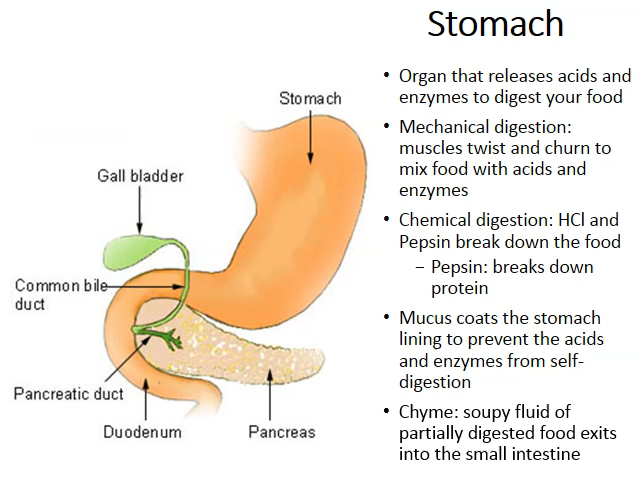 Stomach
• Organ that releases acids and
enzymes to digest your food
• Mechanical digestion:
muscles twist and churn to
mix food with acids and
enzymes
• Chemical digestion: HCl and
Pepsin break down the food
– Pepsin: breaks down
protein
• Mucus coats the stomach
lining to prevent the acids
and enzymes from self-
digestion
• Chyme: soupy fluid of
partially digested food exits
into the small intestine
Stomach
Gall bladder
Common bile
duct
Pancreatic duct
Duodenum
Pancreas